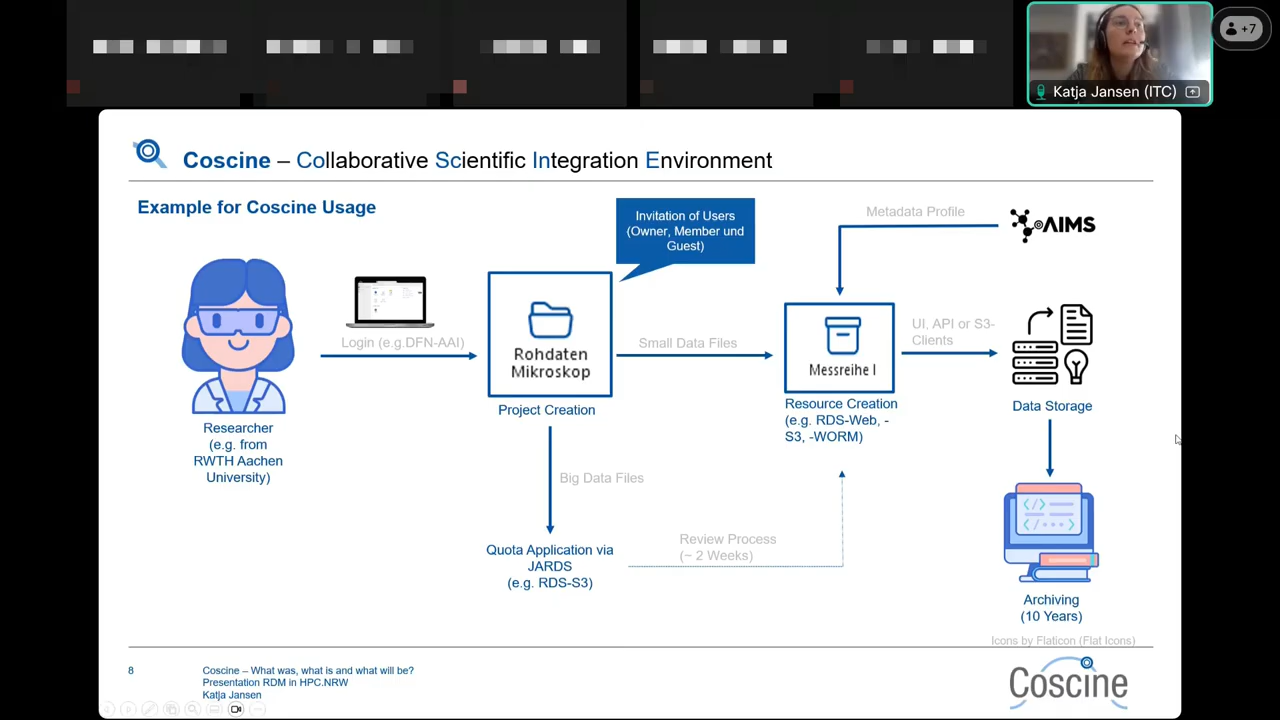 +7
Katja Jansen (ITC)
Coscine – Collaborative Scientific Integration Environment
Example for Coscine Usage
Invitation of Users
(Owner, Member und
Guest)
Metadata Profile
AIMS
Login (e.g.DFN-AAI)
Rohdaten
Mikroskop
Project Creation
Small Data Files
Messreihe I
Resource Creation
(e.g. RDS-Web, -
S3, -WORM)
UI, API or S3-
Clients
Data Storage
Researcher
(e.g. from
RWTH Aachen
University)
Big Data Files
Quota Application via
JARDS
(e.g. RDS-S3)
Review Process
(~ 2 Weeks)
Archiving
(10 Years)
Icons by Flaticon (Flat Icons)
8
Coscine – What was, what is and what will be?
Presentation RDM in HPC.NRW
Katja Jansen
Coscine